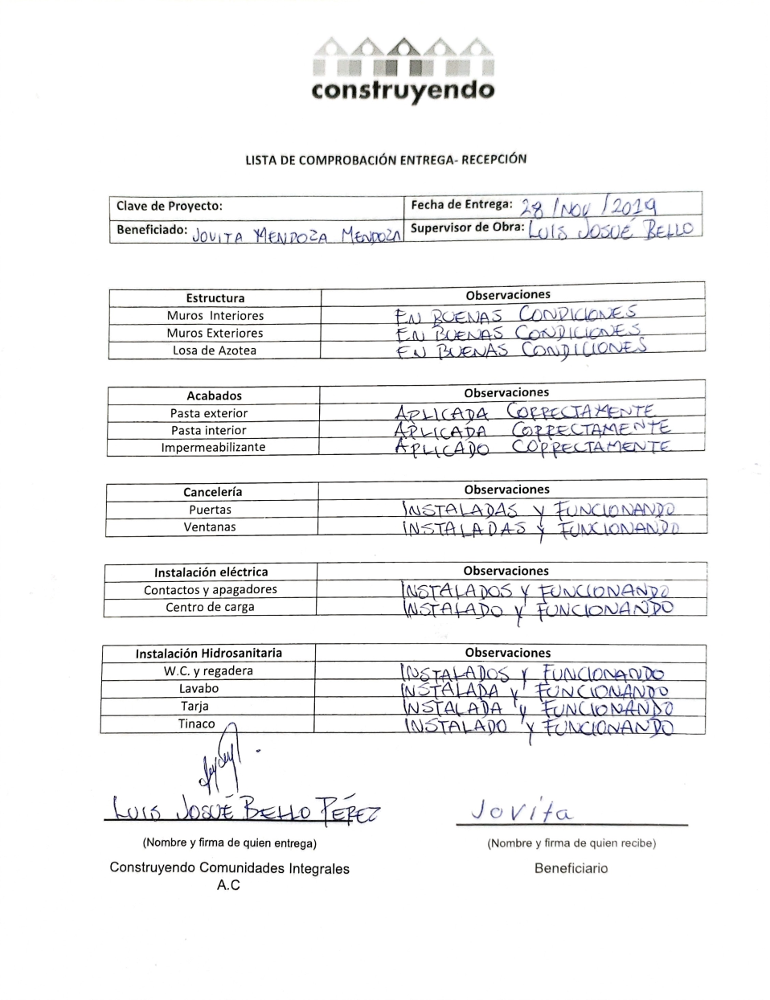 construyendo
LISTA DE COMPROBACIÓN ENTREGA- RECEPCIÓN
Clave de Proyecto:
Fecha de Entrega: 28/NOV/2019
Beneficiado: JOVITA MENDOZA MENDOZA
Supervisor de Obra: LUIS JOSUÉ BELLO
Estructura Observaciones
Muros Interiores EN BUENAS CONDICIONES
Muros Exteriores EN BUENAS CONDICIONES
Losa de Azotea EN BUENAS CONDICIONES
Acabados Observaciones
Pasta exterior APLICADA CORRECTAMENTE
Pasta interior APLICADA CORRECTAMENTE
Impermeabilizante APLICADO CORRECTAMENTE
Cancelería Observaciones
Puertas INSTALADAS Y FUNCIONANDO
Ventanas INSTALADAS Y FUNCIONANDO
Instalación eléctrica Observaciones
Contactos y apagadores INSTALADOS Y FUNCIONANDO
Centro de carga INSTALADO Y FUNCIONANDO
Instalación Hidrosanitaria Observaciones
W.C. y regadera INSTALADOS Y FUNCIONANDO
Lavabo INSTALADA Y FUNCIONANDO
Tarja INSTALADA Y FUNCIONANDO
Tinaco INSTALADO Y FUNCIONANDO
LUIS JOSUÉ BELLO PÉREZ
(Nombre y firma de quien entrega)
Construyendo Comunidades Integrales
A.C
Jovita
(Nombre y firma de quien recibe)
Beneficiario